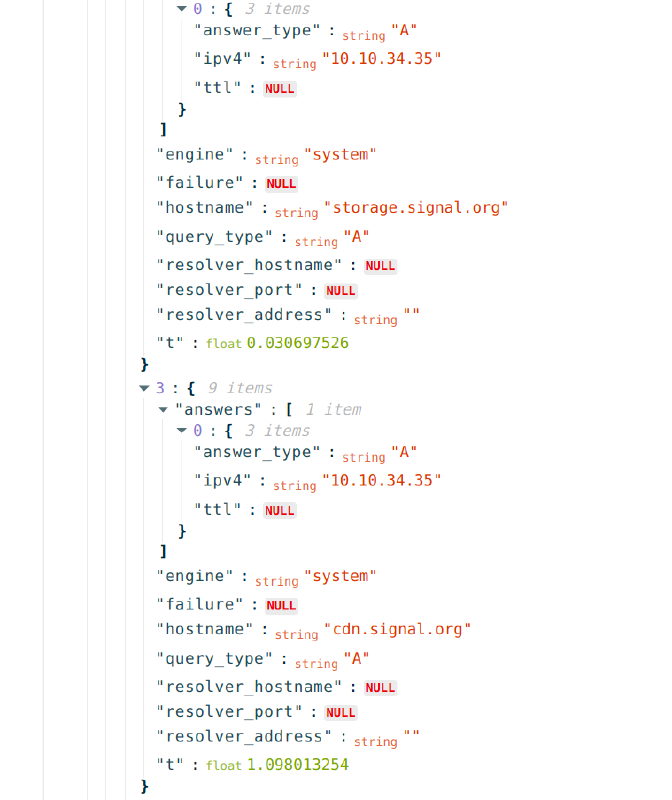 0 : { 3 items
"answer_type" : string "A"
"ipv4" : string "10.10.34.35"
"ttl" : NULL
}
]
"engine" : string "system"
"failure" : NULL
"hostname" : string "storage.signal.org"
"query_type" : string "A"
"resolver_hostname" : NULL
"resolver_port" : NULL
"resolver_address" : string ""
"t" : float 0.030697526
}
3 : { 9 items
"answers" : [ 1 item
0 : { 3 items
"answer_type" : string "A"
"ipv4" : string "10.10.34.35"
"ttl" : NULL
}
]
"engine" : string "system"
"failure" : NULL
"hostname" : string "cdn.signal.org"
"query_type" : string "A"
"resolver_hostname" : NULL
"resolver_port" : NULL
"resolver_address" : string ""
"t" : float 1.098013254
}